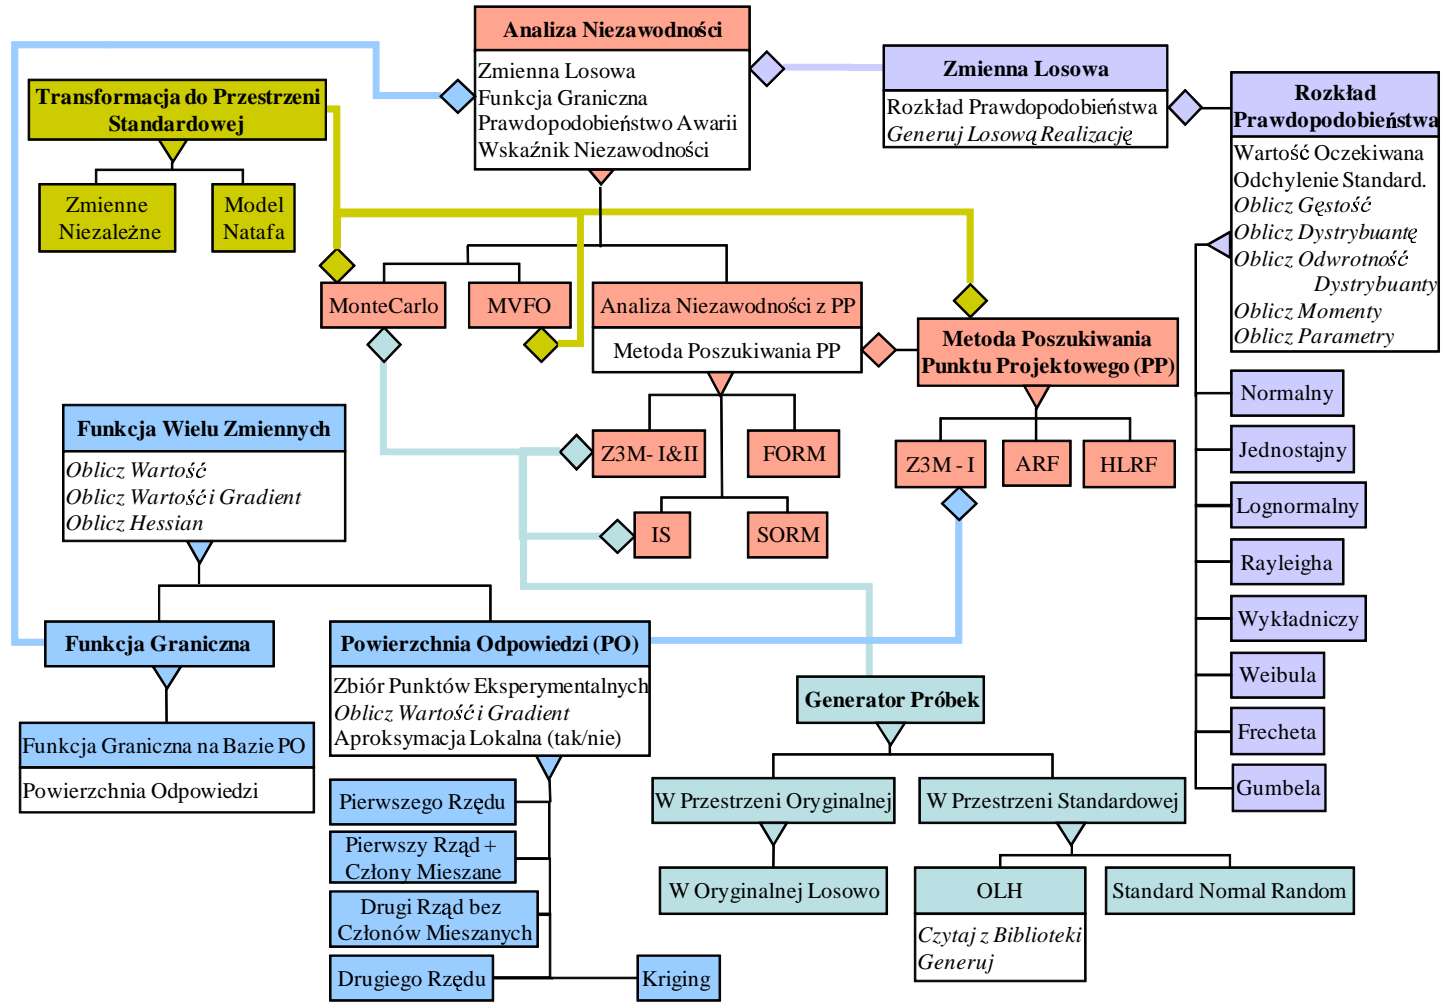 Analiza Niezawodności
Zmienna Losowa
Funkcja Graniczna
Prawdopodobieństwo Awarii
Wskaźnik Niezawodności
Zmienna Losowa
Rozkład Prawdopodobieństwa
Generuj Losową Realizację
Rozkład
Prawdopodobieństwa
Wartość Oczekiwana
Odchylenie Standard.
Oblicz Gęstość
Oblicz Dystrybuantę
Oblicz Odwrotność
Dystrybuanty
Oblicz Momenty
Oblicz Parametry
Transformacja do Przestrzeni
Standardowej
Zmienne
Niezależne
Model
Natafa
MonteCarlo
MVFO
Analiza Niezawodności z PP
Metoda Poszukiwania PP
Metoda Poszukiwania
Punktu Projektowego (PP)
Z3M- I&II
FORM
IS
SORM
Z3M - I
ARF
HLRF
Normalny
Jednostajny
Lognormalny
Rayleigha
Wykładniczy
Weibula
Frecheta
Gumbela
Funkcja Wielu Zmiennych
Oblicz Wartość
Oblicz Wartość i Gradient
Oblicz Hessian
Funkcja Graniczna
Funkcja Graniczna na Bazie PO
Powierzchnia Odpowiedzi
Powierzchnia Odpowiedzi (PO)
Zbiór Punktów Eksperymentalnych
Oblicz Wartość i Gradient
Aproksymacja Lokalna (tak/nie)
Pierwszego Rzędu
Pierwszy Rząd +
Człony Mieszane
Drugi Rząd bez
Członów Mieszanych
Drugiego Rzędu
Kriging
Generator Próbek
W Przestrzeni Oryginalnej
W Przestrzeni Standardowej
W Oryginalnej Losowo
OLH
Czytaj z Biblioteki
Generuj
Standard Normal Random